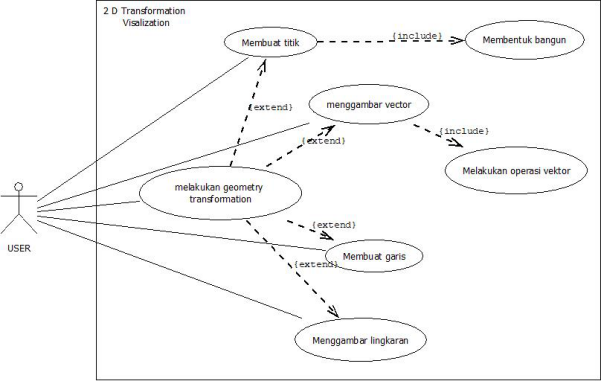 2 D Transformation
Visalization
Membuat titik
{include}
Membentuk bangun
{extend}
menggambar vector
{extend}
{include}
Melakukan operasi vektor
melakukan geometry
transformation
{extend}
USER
Membuat garis
{extend}
Menggambar lingkaran